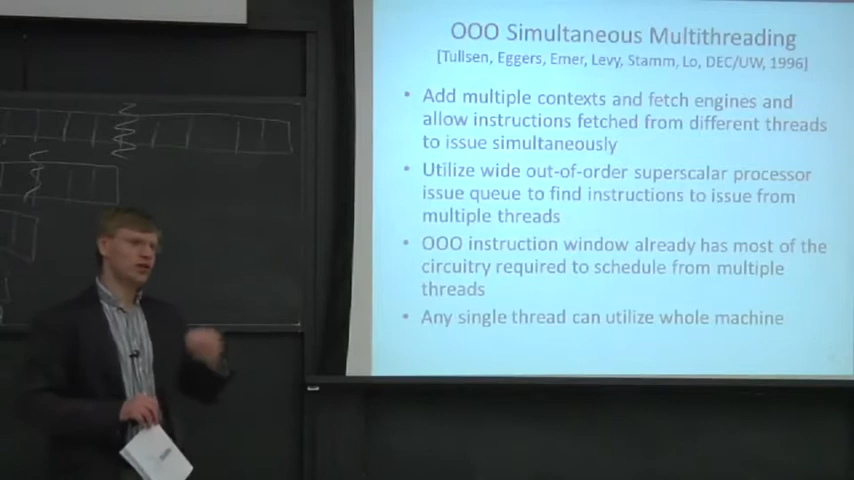 OOO Simultaneous Multithreading
[Tullsen, Eggers, Emer, Levy, Stamm, Lo, DEC/UW, 1996]
• Add multiple contexts and fetch engines and
allow instructions fetched from different threads
to issue simultaneously
• Utilize wide out-of-order superscalar processor
issue queue to find instructions to issue from
multiple threads
• OOO instruction window already has most of the
circuitry required to schedule from multiple
threads
• Any single thread can utilize whole machine